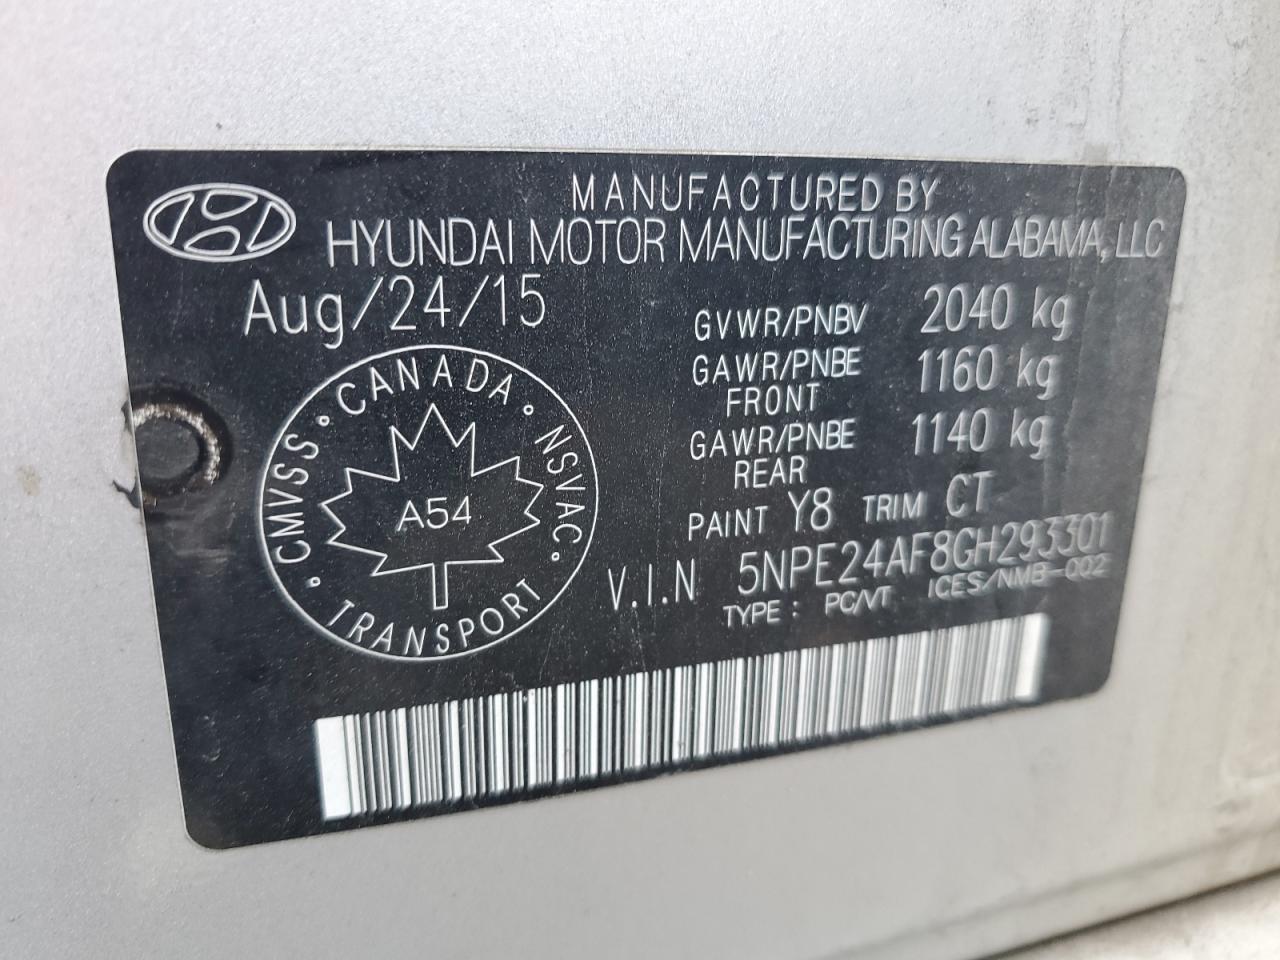 MANUFACTURED BY
HYUNDAI MOTOR MANUFACTURING ALABAMA, LLC
Aug/24/15
GVWR/PNBV 2040 kg
GAWR/PNBE 1160 kg
FRONT
GAWR/PNBE 1140 kg
REAR
PAINT Y8 TRIM CT
V.I.N 5NPE24AF8GH293301
TYPE: PC/VT ICES/NMB-002
CANADA
NSVAC
TRANSPORT
CMVSS
A54